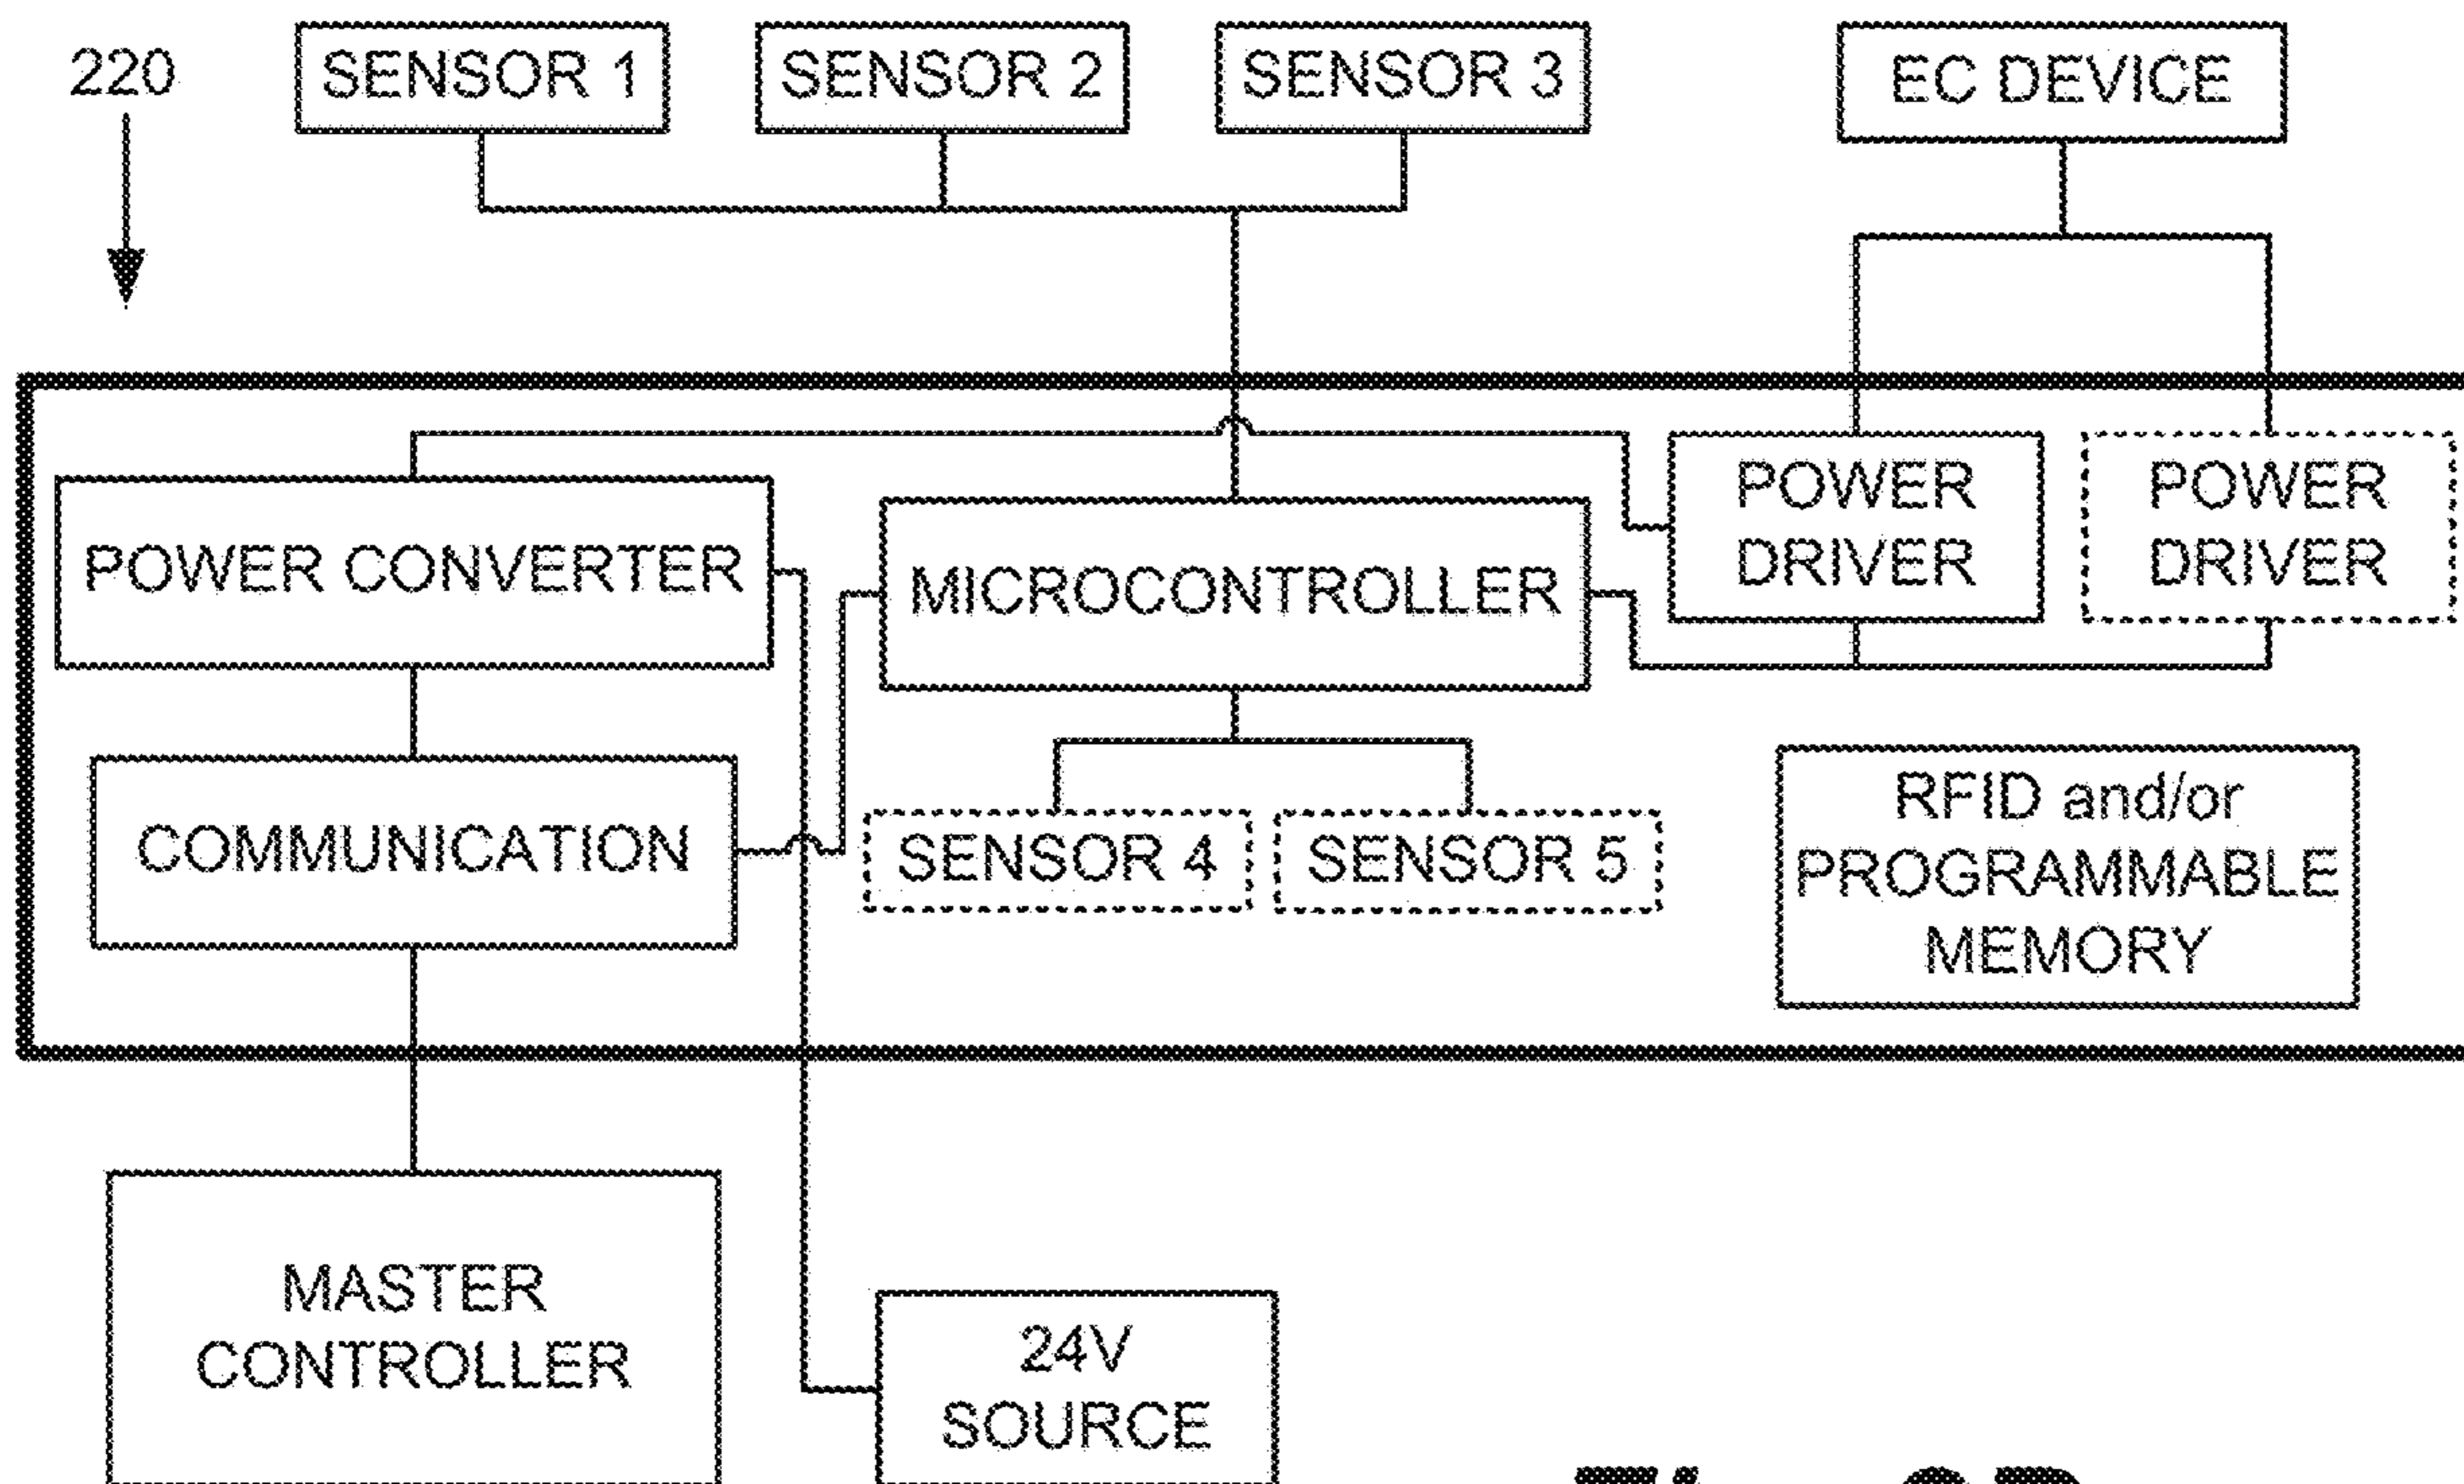 220
SENSOR 1
SENSOR 2
SENSOR 3
EC DEVICE
POWER CONVERTER
MICROCONTROLLER
POWER
DRIVER
POWER
DRIVER
COMMUNICATION
SENSOR 4
SENSOR 5
RFID and/or
PROGRAMMABLE
MEMORY
MASTER
CONTROLLER
24V
SOURCE